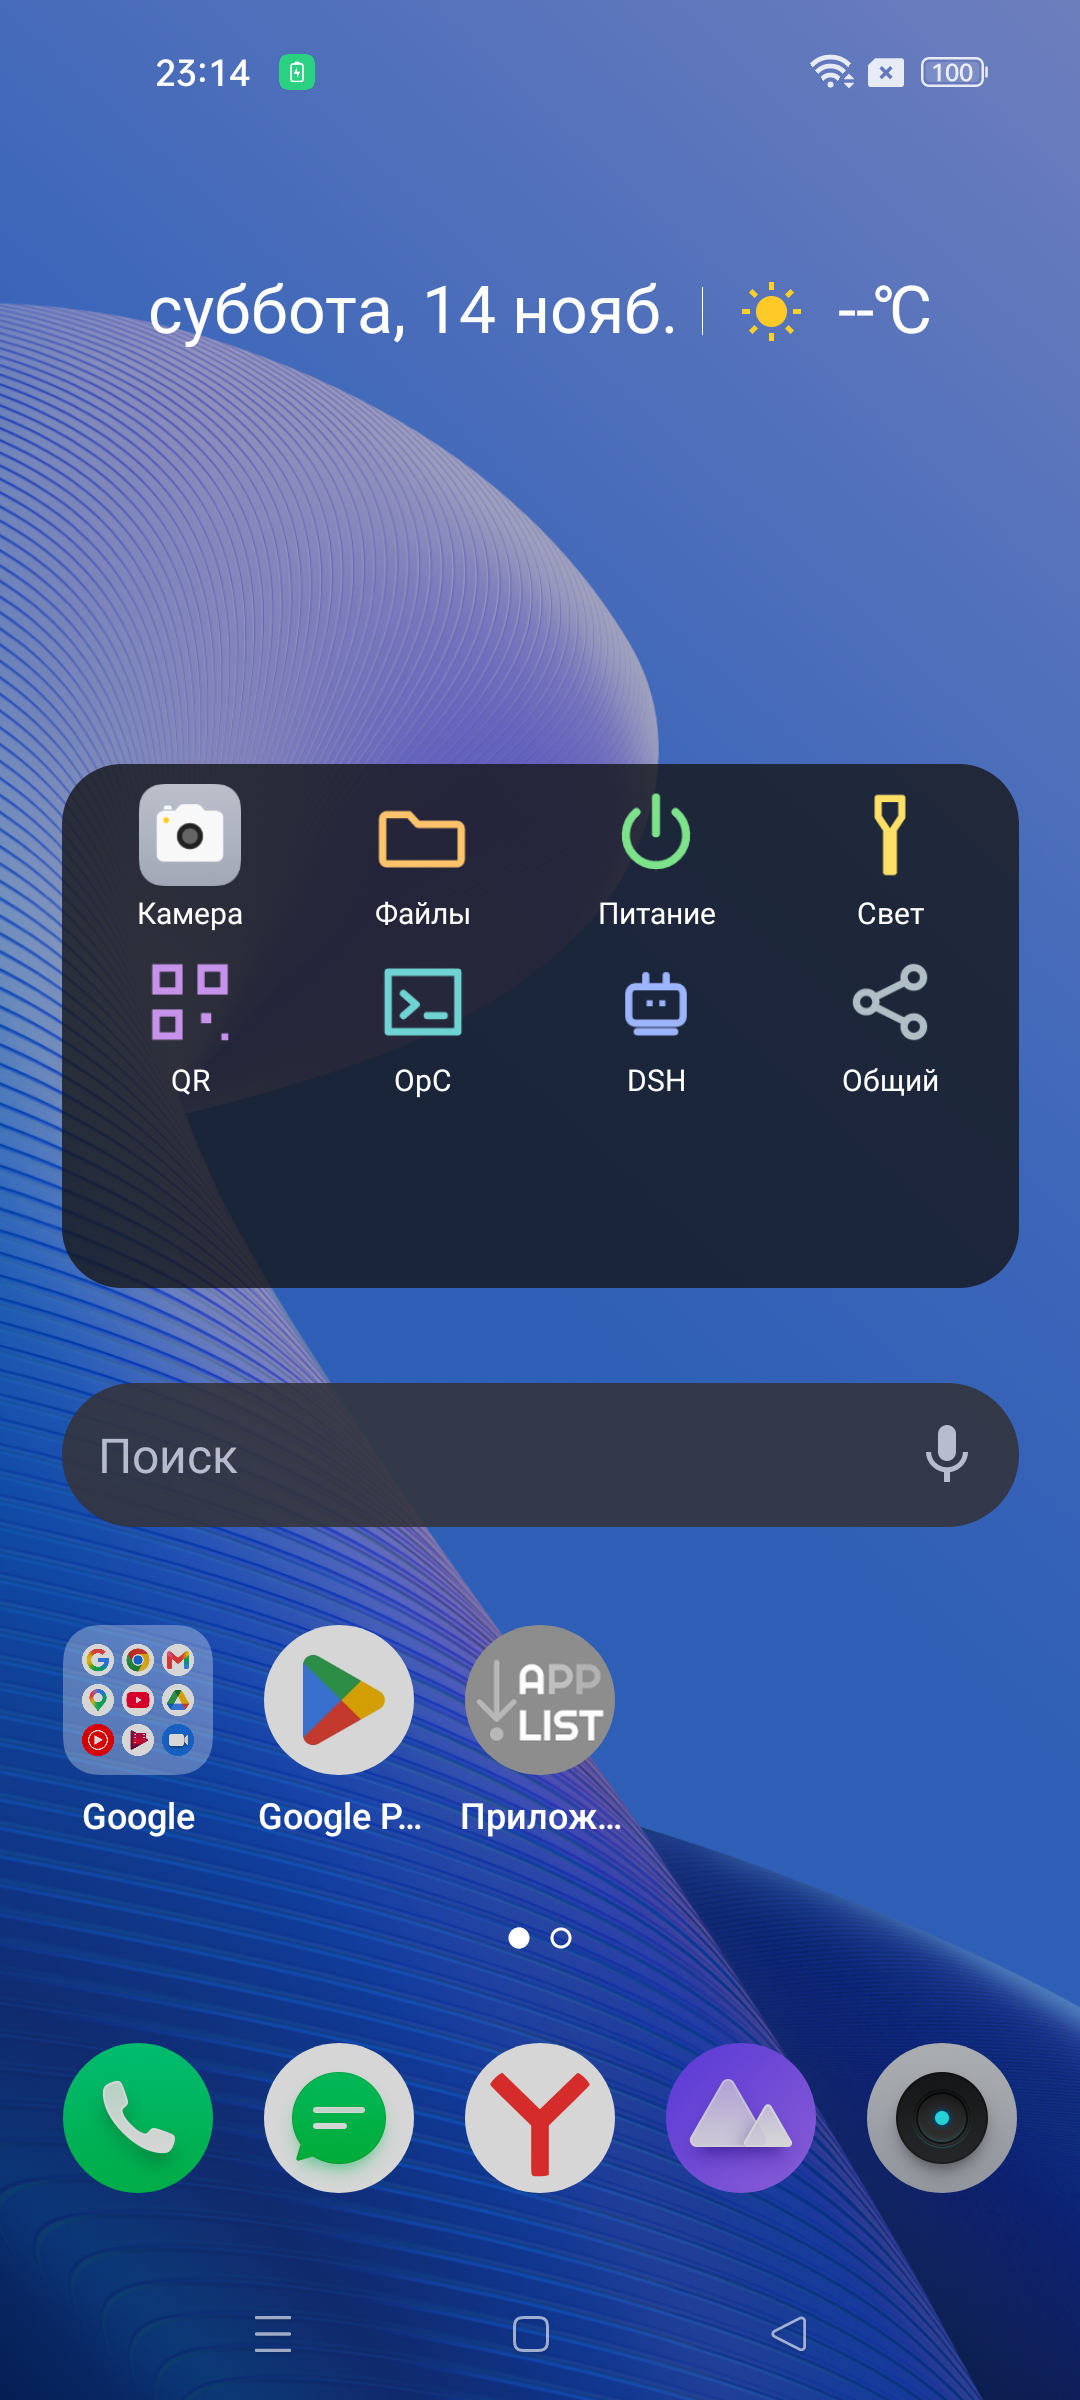 23:14
100
суббота, 14 нояб.
--°C
Камера
Файлы
Питание
Свет
QR
OpC
DSH
Общий
Поиск
APP
LIST
Google
Google P...
Прилож...